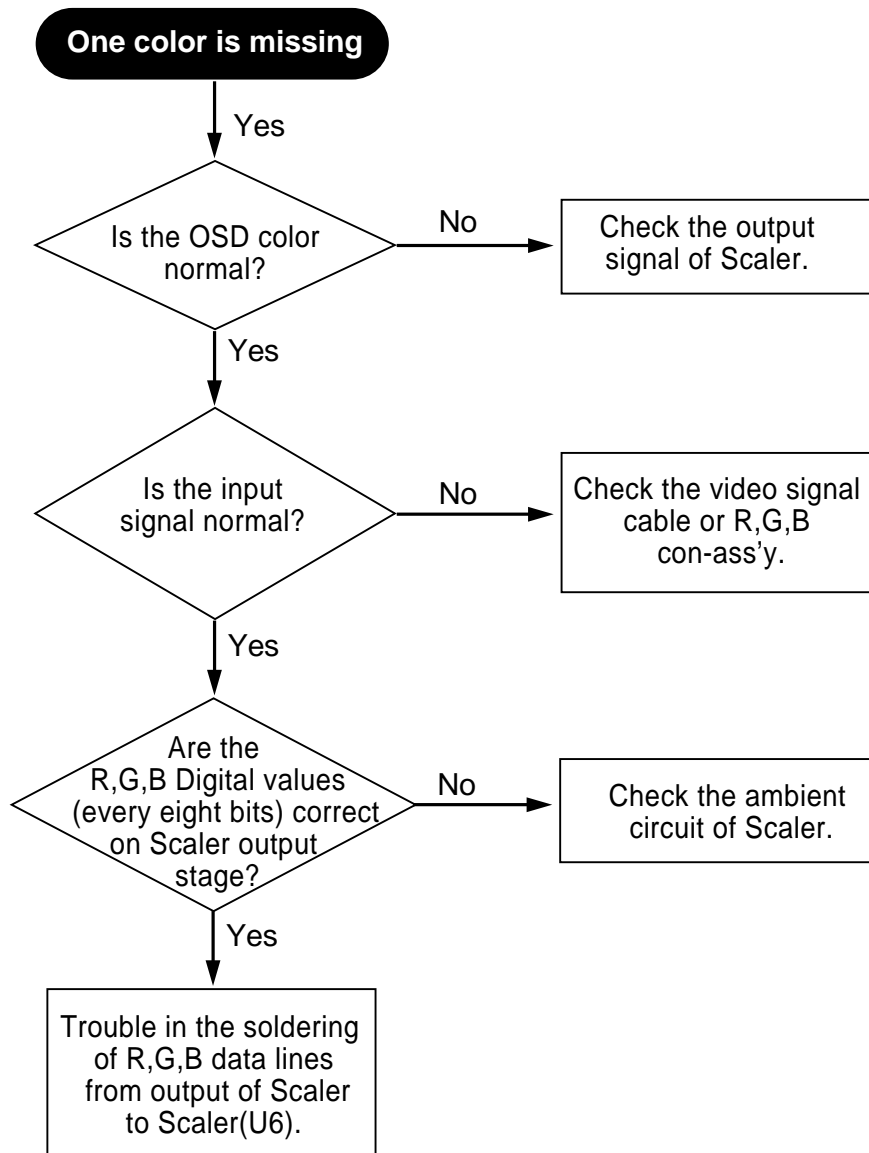 One color is missing
Yes
Is the OSD color
normal?
No
Check the output
signal of Scaler.
Yes
Is the input
signal normal?
No
Check the video signal
cable or R,G,B
con-ass’y.
Yes
Are the
R,G,B Digital values
(every eight bits) correct
on Scaler output
stage?
No
Check the ambient
circuit of Scaler.
Yes
Trouble in the soldering
of R,G,B data lines
from output of Scaler
to Scaler(U6).